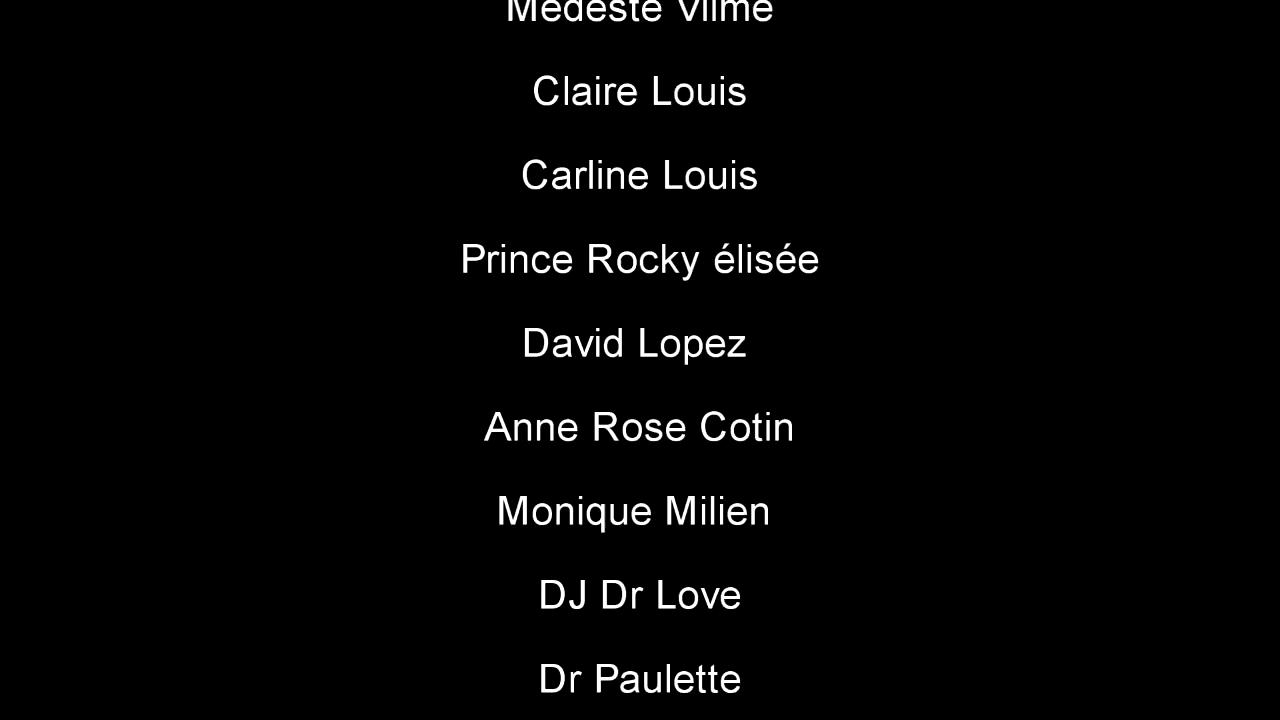 Medeste Vilme
Claire Louis
Carline Louis
Prince Rocky élisée
David Lopez
Anne Rose Cotin
Monique Milien
DJ Dr Love
Dr Paulette